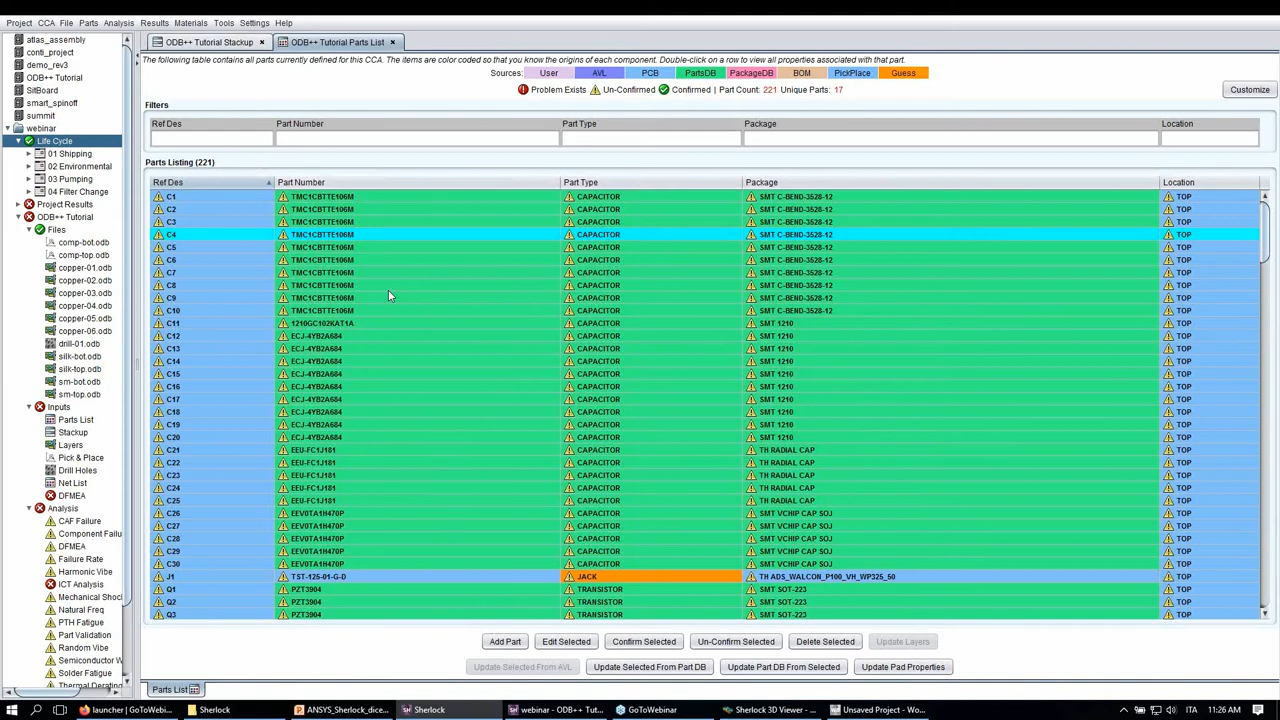 Project CCA File Parts Analysis Results Materials Tools Settings Help
atlas_assembly
conti_project
demo_rev3
ODB++ Tutorial
SitBoard
smart_spinoff
summit
webinar
Life Cycle
01 Shipping
02 Environmental
03 Pumping
04 Filter Change
Project Results
ODB++ Tutorial
Files
comp-bot.odb
comp-top.odb
copper-01.odb
copper-02.odb
copper-03.odb
copper-04.odb
copper-05.odb
copper-06.odb
drill-01.odb
silk-bot.odb
silk-top.odb
sm-bot.odb
sm-top.odb
Inputs
Parts List
Stackup
Layers
Pick & Place
Drill Holes
Net List
DFMEA
Analysis
CAF Failure
Component Failu
DFMEA
Failure Rate
Harmonic Vibe
ICT Analysis
Mechanical Shoc
Natural Freq
PTH Fatigue
Part Validation
Random Vibe
Semiconductor W
Solder Fatigue
Thermal Derating
ODB++ Tutorial Stackup × ODB++ Tutorial Parts List ×
The following table contains all parts currently defined for this CCA. The items are color coded so that you know the origins of each component. Double-click on a row to view all properties associated with that part.
Sources: User AVL PCB PartsDB PackageDB BOM PickPlace Guess
Problem Exists Un-Confirmed Confirmed | Part Count: 221 Unique Parts: 17
Customize
Filters
Ref Des Part Number Part Type Package Location
Parts Listing (221)
Ref Des Part Number Part Type Package Location
C1 TMC1CBTTE106M CAPACITOR SMT C-BEND-3528-12 TOP
C2 TMC1CBTTE106M CAPACITOR SMT C-BEND-3528-12 TOP
C3 TMC1CBTTE106M CAPACITOR SMT C-BEND-3528-12 TOP
C4 TMC1CBTTE106M CAPACITOR SMT C-BEND-3528-12 TOP
C5 TMC1CBTTE106M CAPACITOR SMT C-BEND-3528-12 TOP
C6 TMC1CBTTE106M CAPACITOR SMT C-BEND-3528-12 TOP
C7 TMC1CBTTE106M CAPACITOR SMT C-BEND-3528-12 TOP
C8 TMC1CBTTE106M CAPACITOR SMT C-BEND-3528-12 TOP
C9 TMC1CBTTE106M CAPACITOR SMT C-BEND-3528-12 TOP
C10 TMC1CBTTE106M CAPACITOR SMT C-BEND-3528-12 TOP
C11 1210GC102KAT1A CAPACITOR SMT 1210 TOP
C12 ECJ-4YB2A684 CAPACITOR SMT 1210 TOP
C13 ECJ-4YB2A684 CAPACITOR SMT 1210 TOP
C14 ECJ-4YB2A684 CAPACITOR SMT 1210 TOP
C15 ECJ-4YB2A684 CAPACITOR SMT 1210 TOP
C16 ECJ-4YB2A684 CAPACITOR SMT 1210 TOP
C17 ECJ-4YB2A684 CAPACITOR SMT 1210 TOP
C18 ECJ-4YB2A684 CAPACITOR SMT 1210 TOP
C19 ECJ-4YB2A684 CAPACITOR SMT 1210 TOP
C20 ECJ-4YB2A684 CAPACITOR SMT 1210 TOP
C21 EEU-FC1J181 CAPACITOR TH RADIAL CAP TOP
C22 EEU-FC1J181 CAPACITOR TH RADIAL CAP TOP
C23 EEU-FC1J181 CAPACITOR TH RADIAL CAP TOP
C24 EEU-FC1J181 CAPACITOR TH RADIAL CAP TOP
C25 EEU-FC1J181 CAPACITOR TH RADIAL CAP TOP
C26 EEV0TA1H470P CAPACITOR SMT VCHIP CAP SOJ TOP
C27 EEV0TA1H470P CAPACITOR SMT VCHIP CAP SOJ TOP
C28 EEV0TA1H470P CAPACITOR SMT VCHIP CAP SOJ TOP
C29 EEV0TA1H470P CAPACITOR SMT VCHIP CAP SOJ TOP
C30 EEV0TA1H470P CAPACITOR SMT VCHIP CAP SOJ TOP
J1 TST-125-01-G-D JACK TH ADS_WALCON_P100_VH_WP325_50 TOP
Q1 PZT3904 TRANSISTOR SMT SOT-223 TOP
Q2 PZT3904 TRANSISTOR SMT SOT-223 TOP
Q3 PZT3904 TRANSISTOR SMT SOT-223 TOP
Add Part Edit Selected Confirm Selected Un-Confirm Selected Delete Selected Update Layers
Update Selected From AVL Update Selected From Part DB Update Part DB From Selected Update Pad Properties
Parts List
launcher | GoToWebi... Sherlock ANSYS_Sherlock_dice... Sherlock webinar - ODB++ Tut... GoToWebinar Sherlock 3D Viewer - ... Unsaved Project - Wo... ITA 11:26 AM